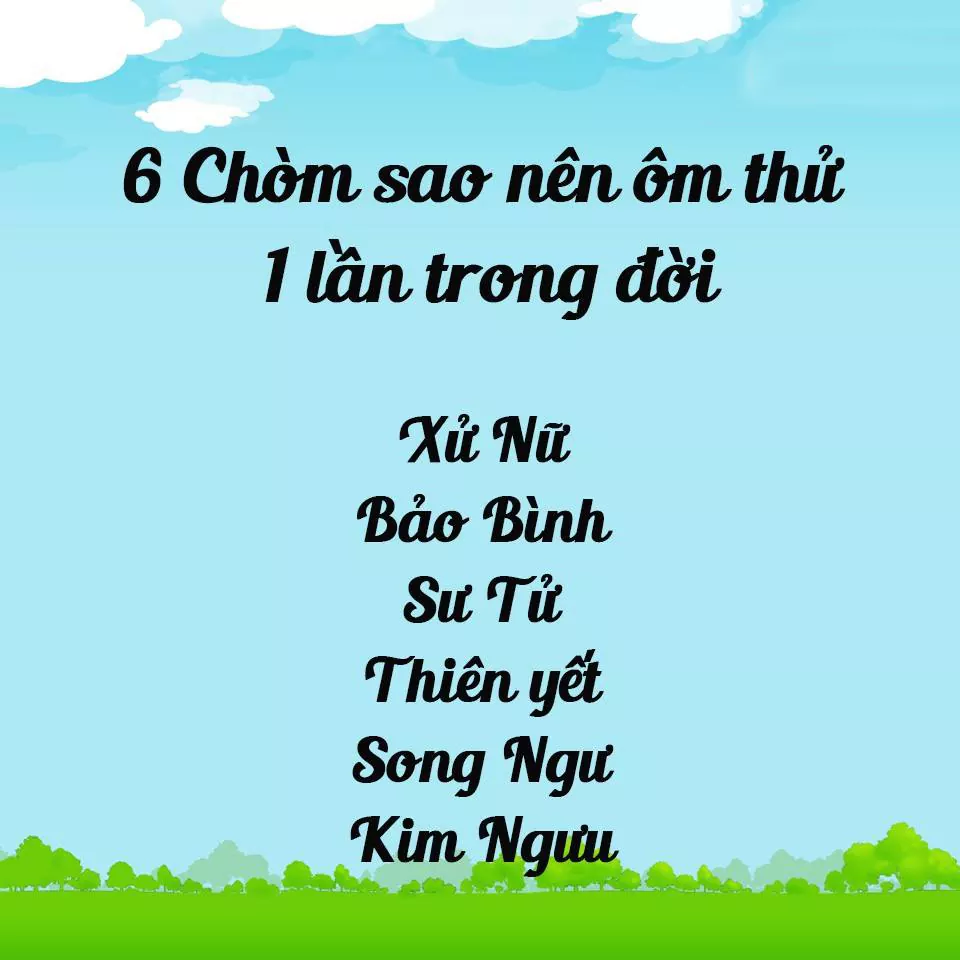 6 Chòm sao nên ôm thử
1 lần trong đời
Xử Nữ
Bảo Bình
Sư Tử
Thiên yết
Song Ngư
Kim Ngưu